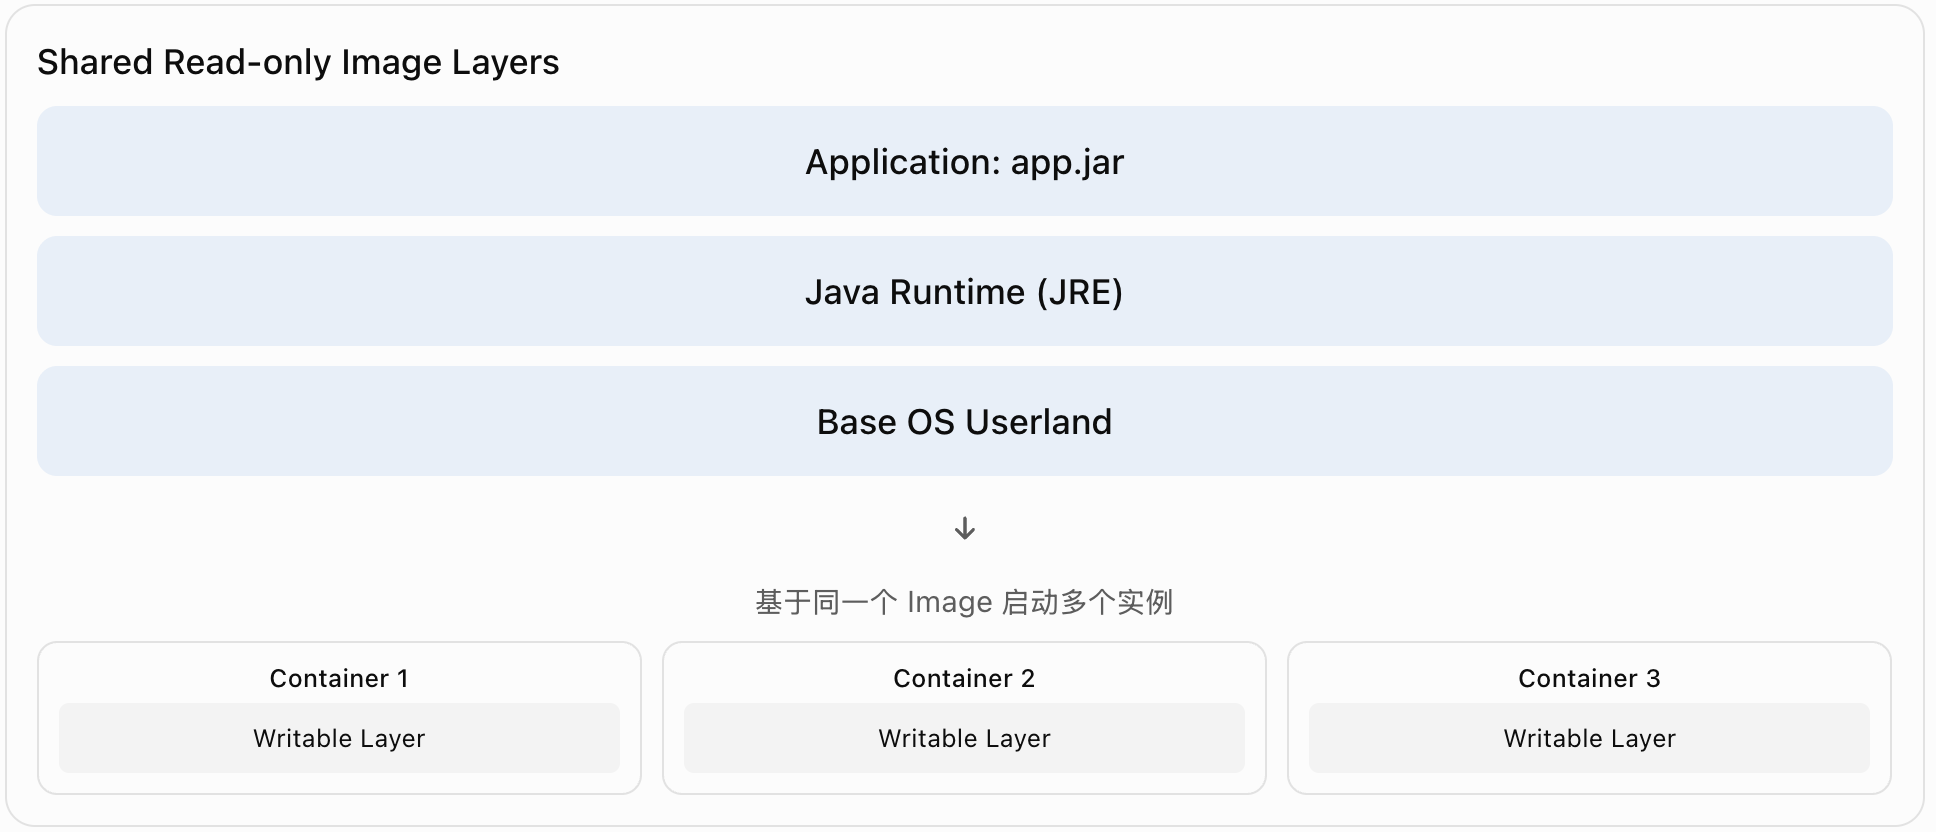 Shared Read-only Image Layers
Application: app.jar
Java Runtime (JRE)
Base OS Userland
↓
基于同一个 Image 启动多个实例
Container 1
Writable Layer
Container 2
Writable Layer
Container 3
Writable Layer